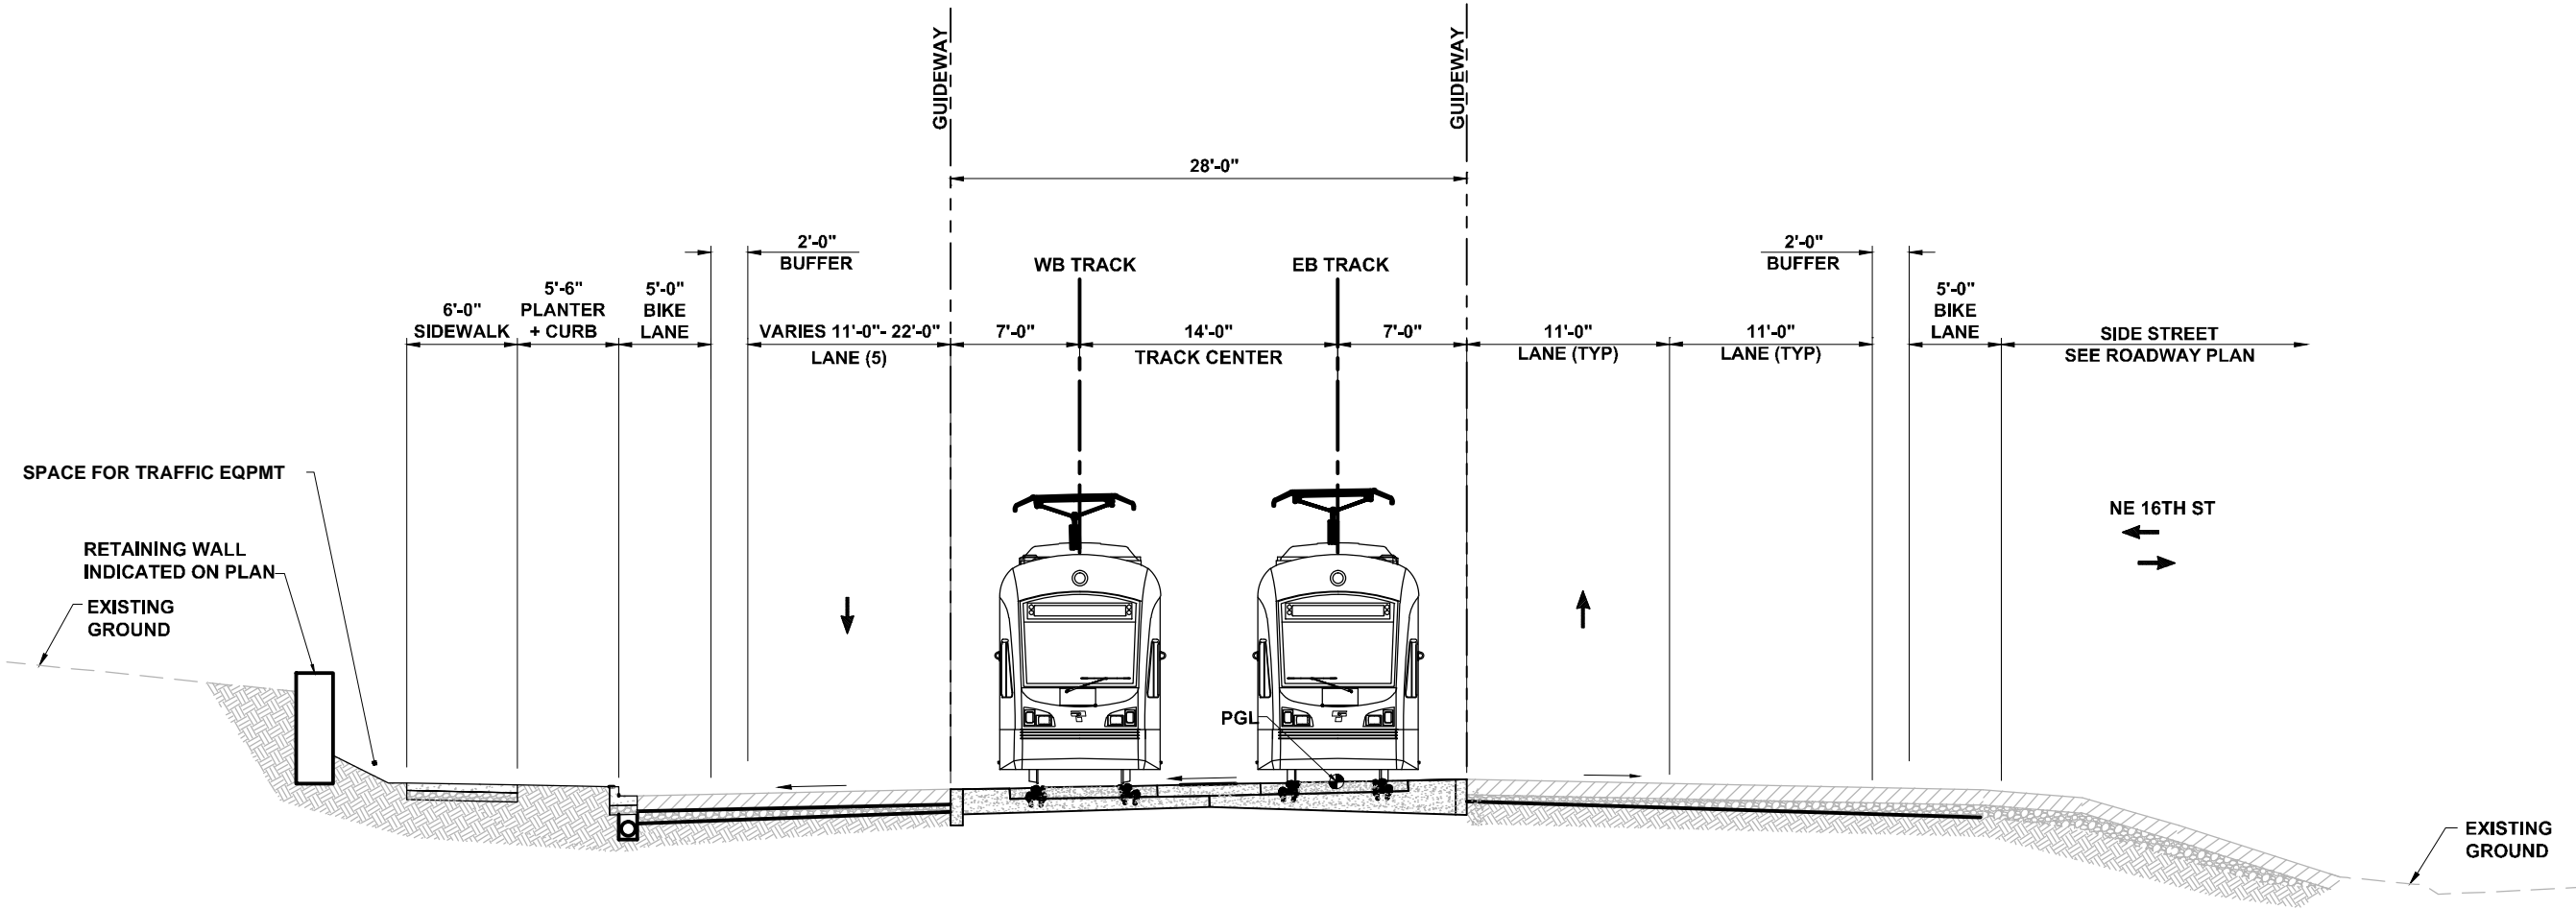 GUIDEWAY
GUIDEWAY
28'-0"
2'-0"
BUFFER
WB TRACK
EB TRACK
2'-0"
BUFFER
6'-0"
SIDEWALK
5'-6"
PLANTER
+ CURB
5'-0"
BIKE
LANE
VARIES 11'-0"- 22'-0"
LANE (5)
7'-0"
14'-0"
TRACK CENTER
7'-0"
11'-0"
LANE (TYP)
11'-0"
LANE (TYP)
5'-0"
BIKE
LANE
SIDE STREET
SEE ROADWAY PLAN
SPACE FOR TRAFFIC EQPMT
NE 16TH ST
RETAINING WALL
INDICATED ON PLAN
EXISTING
GROUND
PGL
EXISTING
GROUND